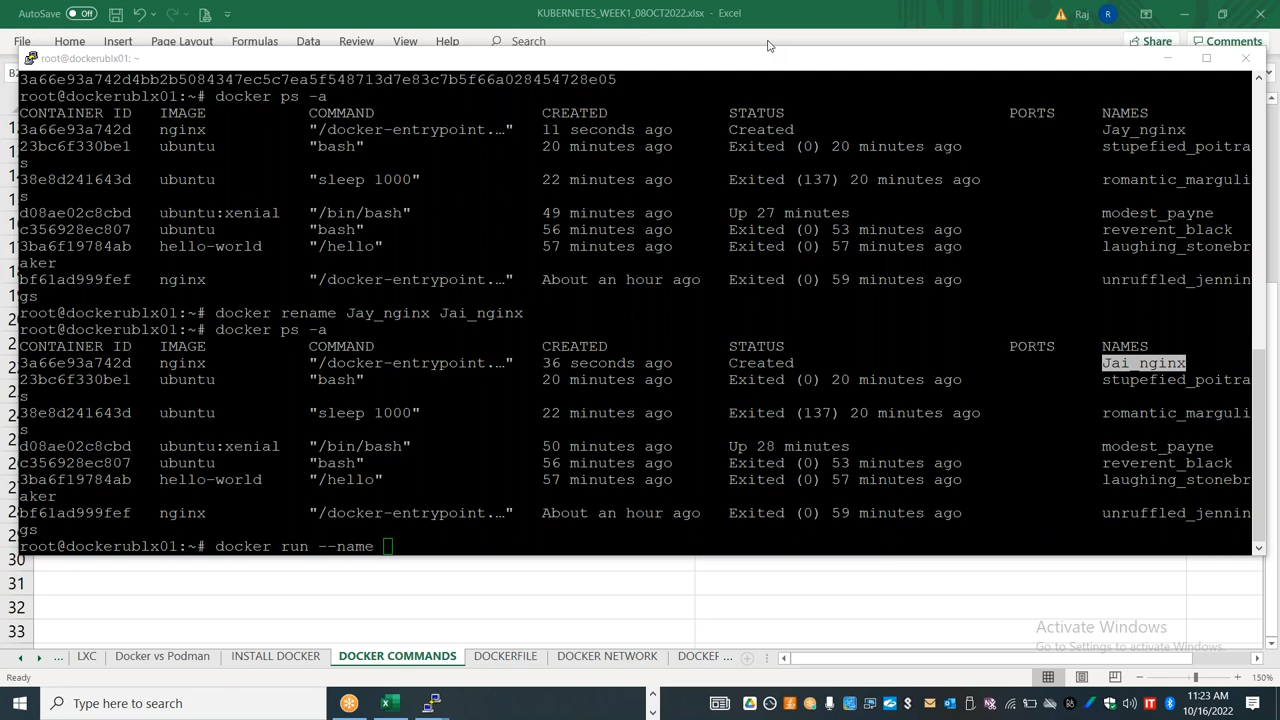 AutoSave Off KUBERNETES_WEEK1_08OCT2022.xlsx - Excel Raj R
File Home Insert Page Layout Formulas Data Review View Help Search Share Comments
root@dockerublx01: ~
3a66e93a742d4bb2b5084347ec5c7ea5f548713d7e83c7b5f66a028454728e05
root@dockerublx01:~# docker ps -a
CONTAINER ID IMAGE COMMAND CREATED STATUS PORTS NAMES
3a66e93a742d nginx "/docker-entrypoint.…" 11 seconds ago Created Jay_nginx
23bc6f330be1 ubuntu "bash" 20 minutes ago Exited (0) 20 minutes ago stupefied_poitra
s
38e8d241643d ubuntu "sleep 1000" 22 minutes ago Exited (137) 20 minutes ago romantic_marguli
s
d08ae02c8cbd ubuntu:xenial "/bin/bash" 49 minutes ago Up 27 minutes modest_payne
c356928ec807 ubuntu "bash" 56 minutes ago Exited (0) 53 minutes ago reverent_black
3ba6f19784ab hello-world "/hello" 57 minutes ago Exited (0) 57 minutes ago laughing_stonebr
aker
bf61ad999fef nginx "/docker-entrypoint.…" About an hour ago Exited (0) 59 minutes ago unruffled_jennin
gs
root@dockerublx01:~# docker rename Jay_nginx Jai_nginx
root@dockerublx01:~# docker ps -a
CONTAINER ID IMAGE COMMAND CREATED STATUS PORTS NAMES
3a66e93a742d nginx "/docker-entrypoint.…" 36 seconds ago Created Jai_nginx
23bc6f330be1 ubuntu "bash" 20 minutes ago Exited (0) 20 minutes ago stupefied_poitra
s
38e8d241643d ubuntu "sleep 1000" 22 minutes ago Exited (137) 20 minutes ago romantic_marguli
s
d08ae02c8cbd ubuntu:xenial "/bin/bash" 50 minutes ago Up 28 minutes modest_payne
c356928ec807 ubuntu "bash" 56 minutes ago Exited (0) 53 minutes ago reverent_black
3ba6f19784ab hello-world "/hello" 57 minutes ago Exited (0) 57 minutes ago laughing_stonebr
aker
bf61ad999fef nginx "/docker-entrypoint.…" About an hour ago Exited (0) 59 minutes ago unruffled_jennin
gs
root@dockerublx01:~# docker run --name
30
31
32
33
Activate Windows
Go to Settings to activate Windows.
... LXC Docker vs Podman INSTALL DOCKER DOCKER COMMANDS DOCKERFILE DOCKER NETWORK DOCKEF ...
Ready 150%
Type here to search
11:23 AM
10/16/2022